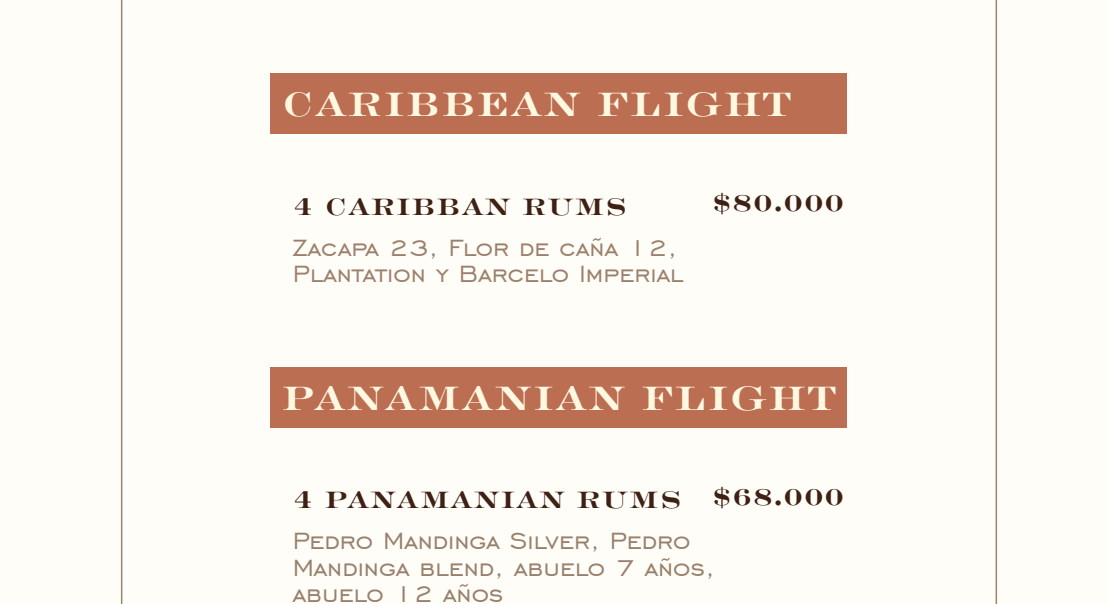 CARIBBEAN FLIGHT
4 CARIBBAN RUMS $80.000
ZACAPA 23, FLOR DE CAÑA 12,
PLANTATION Y BARCELO IMPERIAL
PANAMANIAN FLIGHT
4 PANAMANIAN RUMS $68.000
PEDRO MANDINGA SILVER, PEDRO
MANDINGA BLEND, ABUELO 7 AÑOS,
ABUELO 12 AÑOS